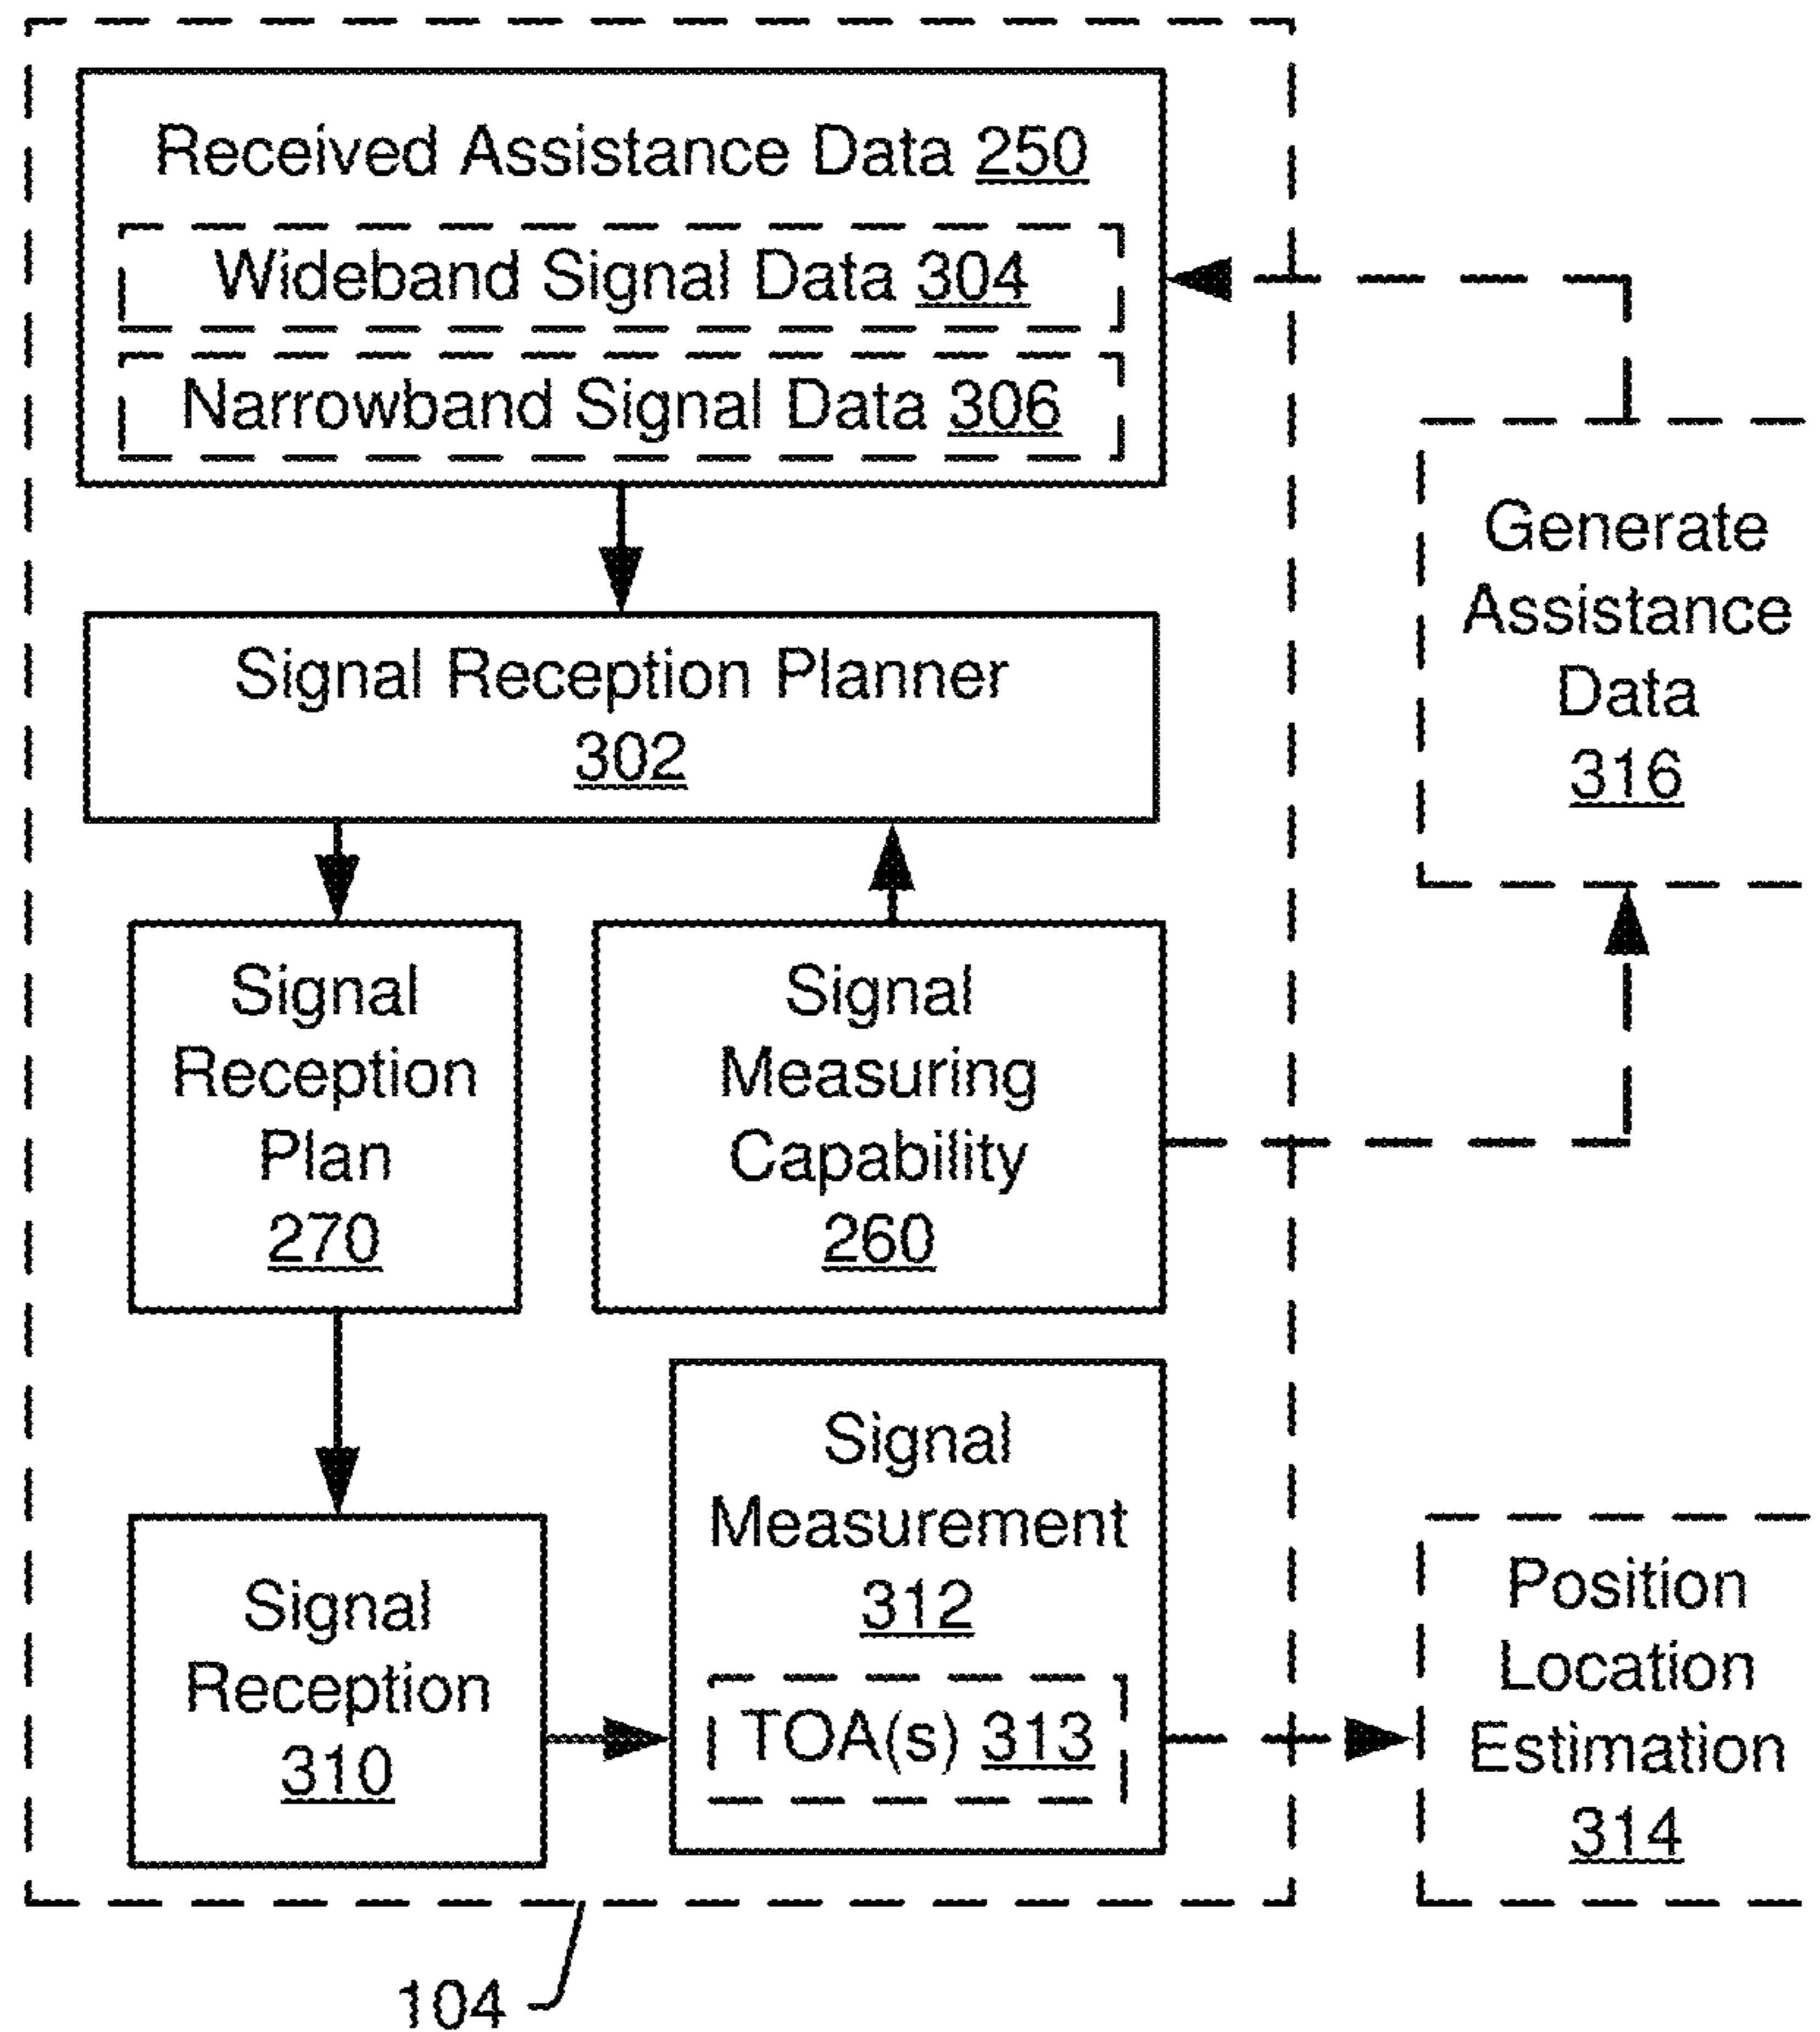 Received Assistance Data 250
Wideband Signal Data 304
Narrowband Signal Data 306
Generate
Assistance
Data
316
Signal Reception Planner
302
Signal
Reception
Plan
270
Signal
Measuring
Capability
260
Signal
Reception
310
Signal
Measurement
312
TOA(s) 313
Position
Location
Estimation
314
104